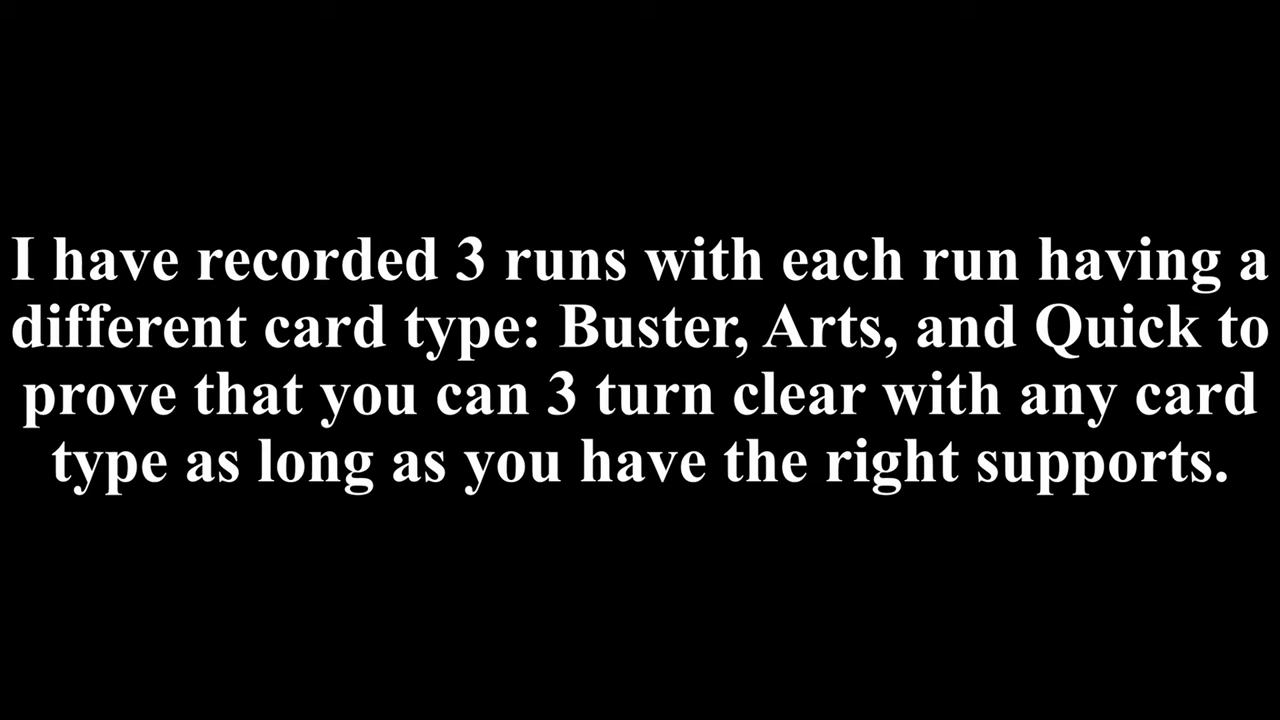 I have recorded 3 runs with each run having a
different card type: Buster, Arts, and Quick to
prove that you can 3 turn clear with any card
type as long as you have the right supports.